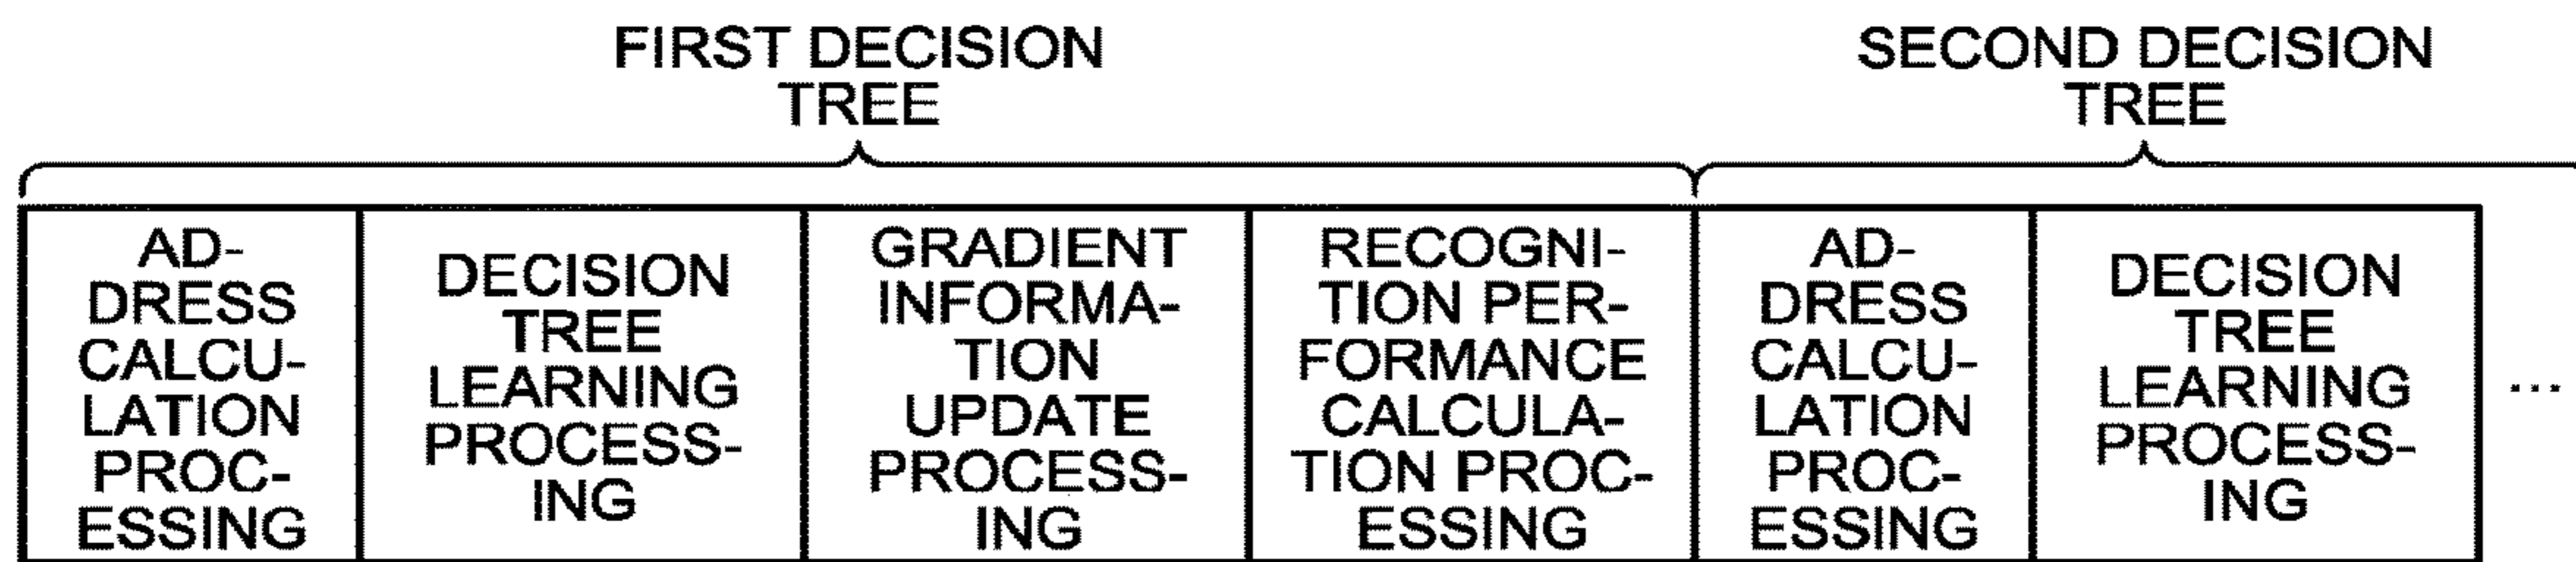 FIRST DECISION
TREE
SECOND DECISION
TREE
AD-
DRESS
CALCU-
LATION
PROC-
ESSING
DECISION
TREE
LEARNING
PROCESS-
ING
GRADIENT
INFORMA-
TION
UPDATE
PROCESS-
ING
RECOGNI-
TION PER-
FORMANCE
CALCULA-
TION PROC-
ESSING
AD-
DRESS
CALCU-
LATION
PROC-
ESSING
DECISION
TREE
LEARNING
PROCESS-
ING
...